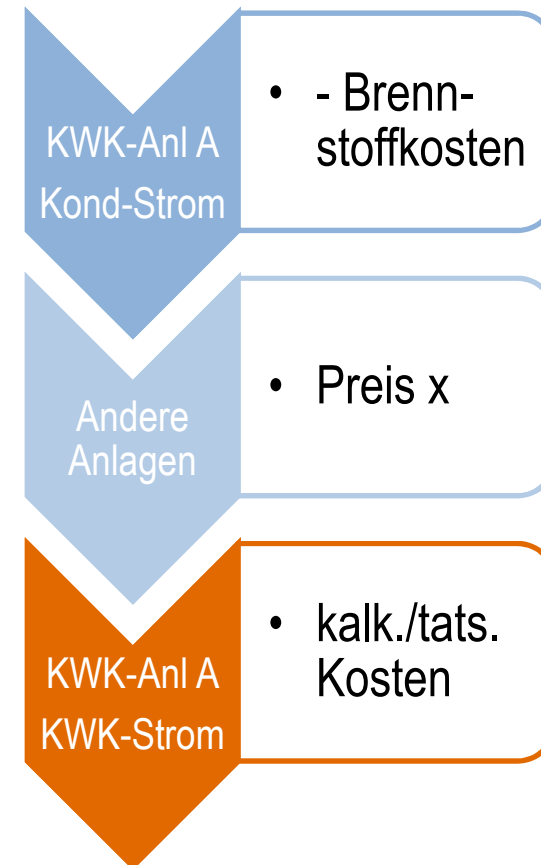 KWK-Anl A
Kond-Strom
• - Brenn-
stoffkosten
Andere
Anlagen
• Preis x
KWK-Anl A
KWK-Strom
• kalk./tats.
Kosten